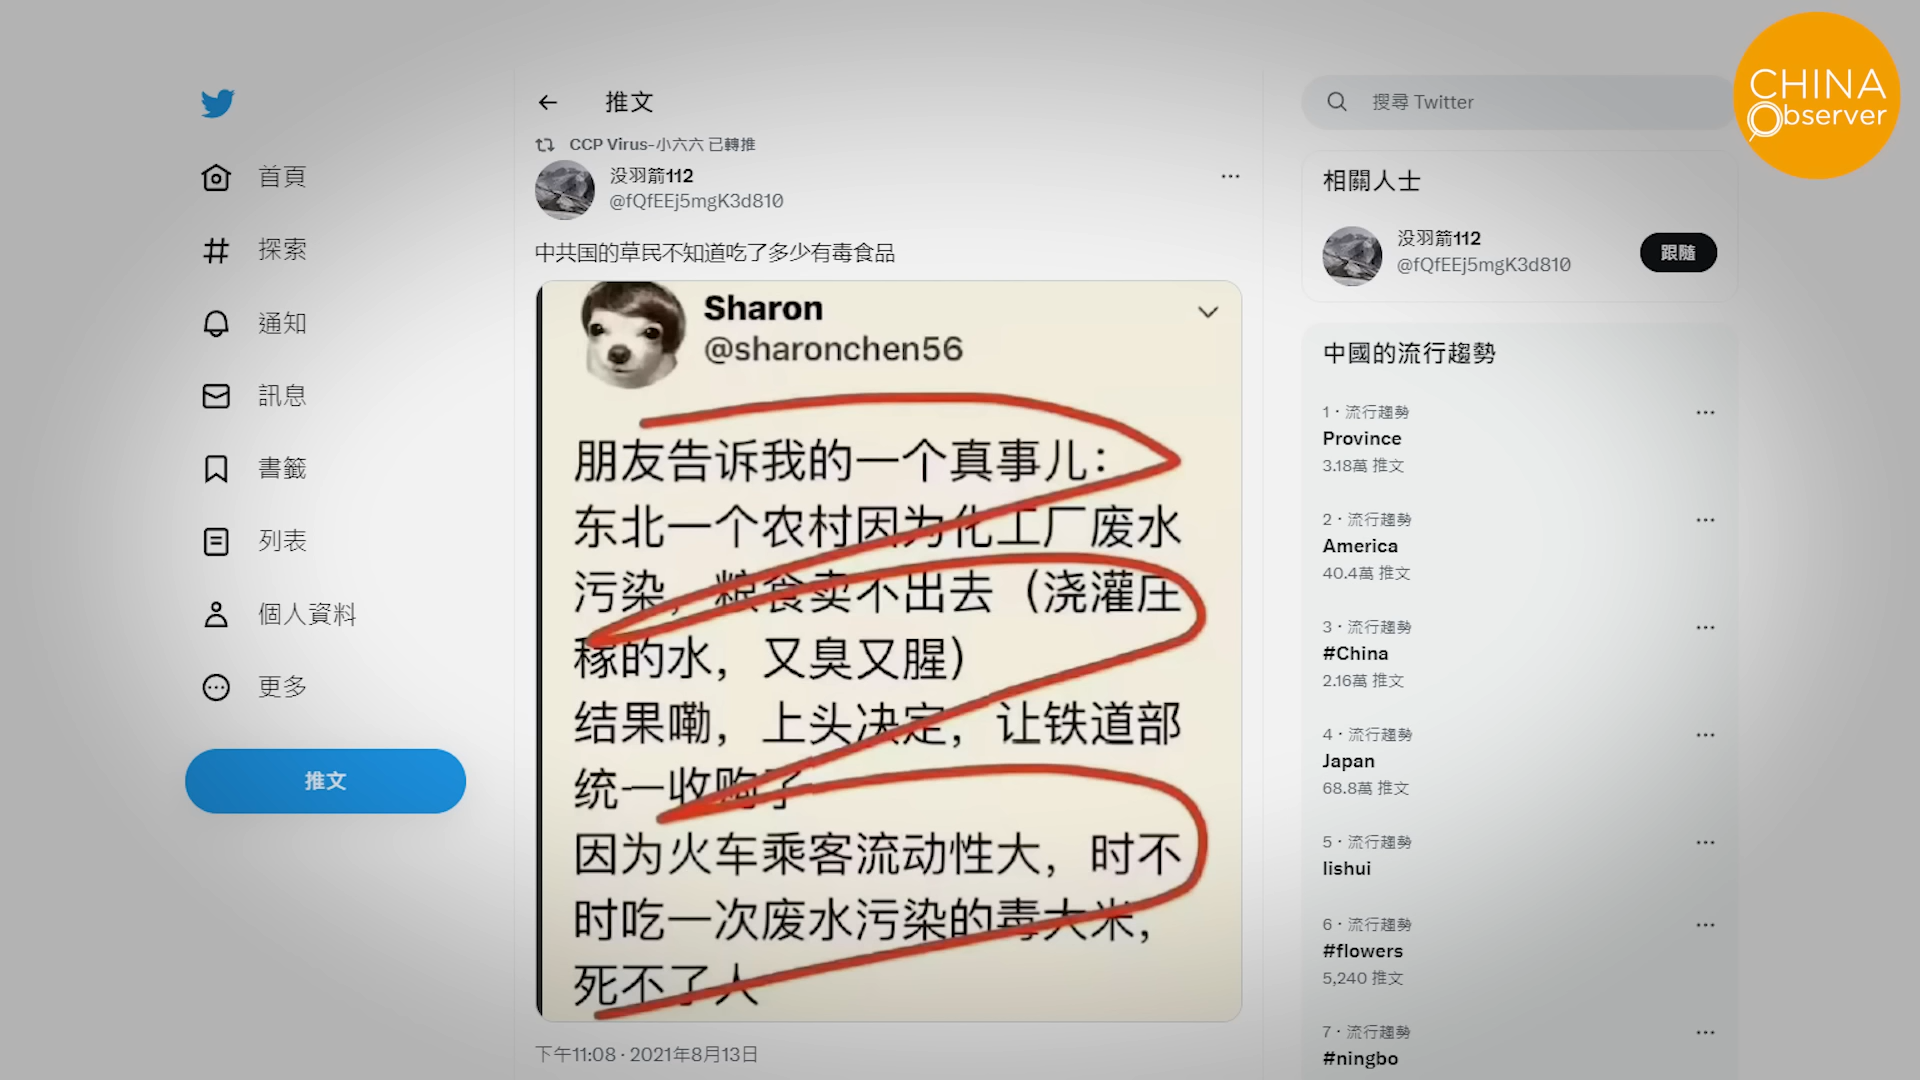 CHINA
Observer
首頁
探索
通知
訊息
書籤
列表
個人資料
更多
推文
推文
CCP Virus-小六六 已轉推
没羽箭112
@fQfEEj5mgK3d810
中共国的草民不知道吃了多少有毒食品
Sharon
@sharonchen56
朋友告诉我的一个真事儿：
东北一个农村因为化工厂废水
污染，粮食卖不出去（浇灌庄
稼的水，又臭又腥）
结果嘞，上头决定，让铁道部
统一收购了
因为火车乘客流动性大，时不
时吃一次废水污染的毒大米，
死不了人
下午11:08 · 2021年8月13日
搜尋 Twitter
相關人士
没羽箭112
@fQfEEj5mgK3d810
跟隨
中國的流行趨勢
1 · 流行趨勢
Province
3.18萬 推文
2 · 流行趨勢
America
40.4萬 推文
3 · 流行趨勢
#China
2.16萬 推文
4 · 流行趨勢
Japan
68.8萬 推文
5 · 流行趨勢
lishui
6 · 流行趨勢
#flowers
5,240 推文
7 · 流行趨勢
#ningbo